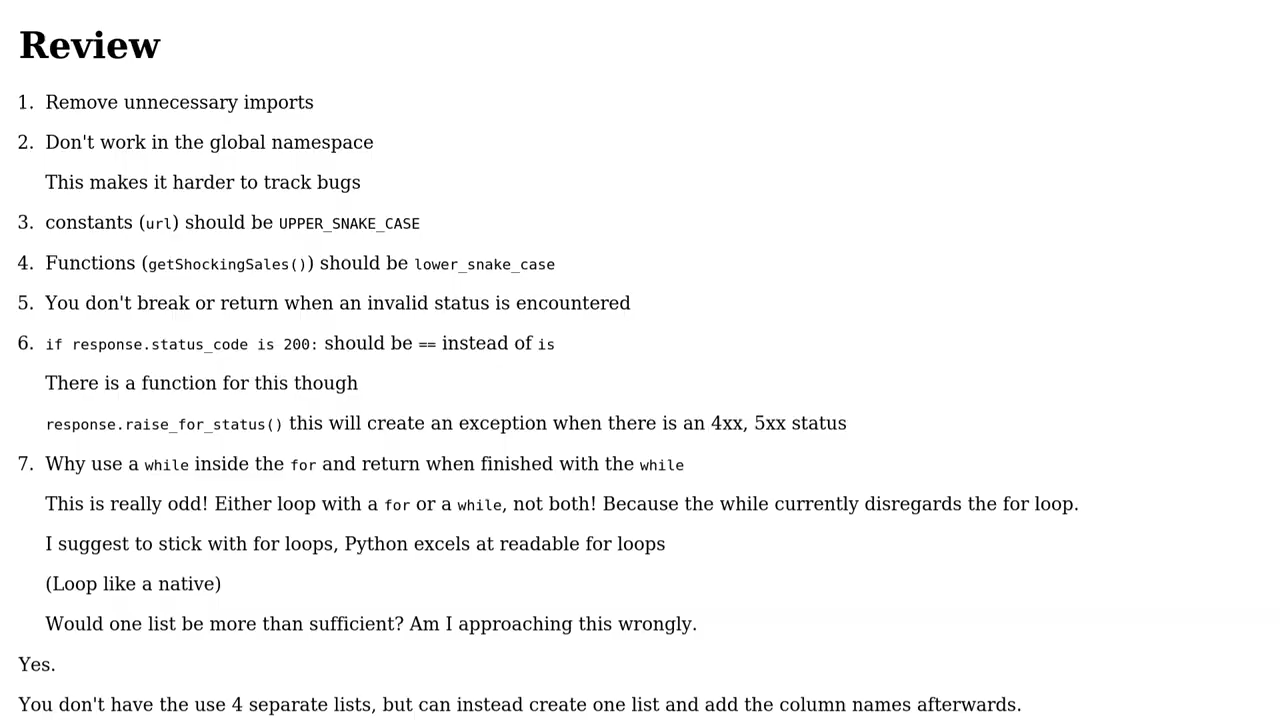 Review
1. Remove unnecessary imports
2. Don't work in the global namespace
This makes it harder to track bugs
3. constants (url) should be UPPER_SNAKE_CASE
4. Functions (getShockingSales()) should be lower_snake_case
5. You don't break or return when an invalid status is encountered
6. if response.status_code is 200: should be == instead of is
There is a function for this though
response.raise_for_status() this will create an exception when there is an 4xx, 5xx status
7. Why use a while inside the for and return when finished with the while
This is really odd! Either loop with a for or a while, not both! Because the while currently disregards the for loop.
I suggest to stick with for loops, Python excels at readable for loops
(Loop like a native)
Would one list be more than sufficient? Am I approaching this wrongly.
Yes.
You don't have the use 4 separate lists, but can instead create one list and add the column names afterwards.